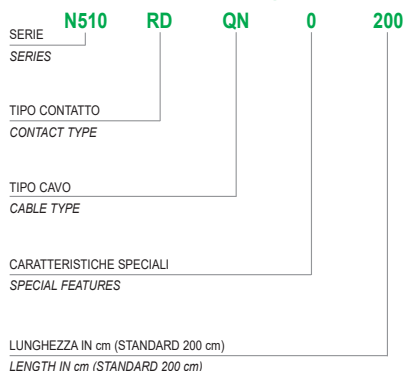 N510 RD QN 0 200
SERIE
SERIES
TIPO CONTATTO
CONTACT TYPE
TIPO CAVO
CABLE TYPE
CARATTERISTICHE SPECIALI
SPECIAL FEATURES
LUNGHEZZA IN cm (STANDARD 200 cm)
LENGTH IN cm (STANDARD 200 cm)